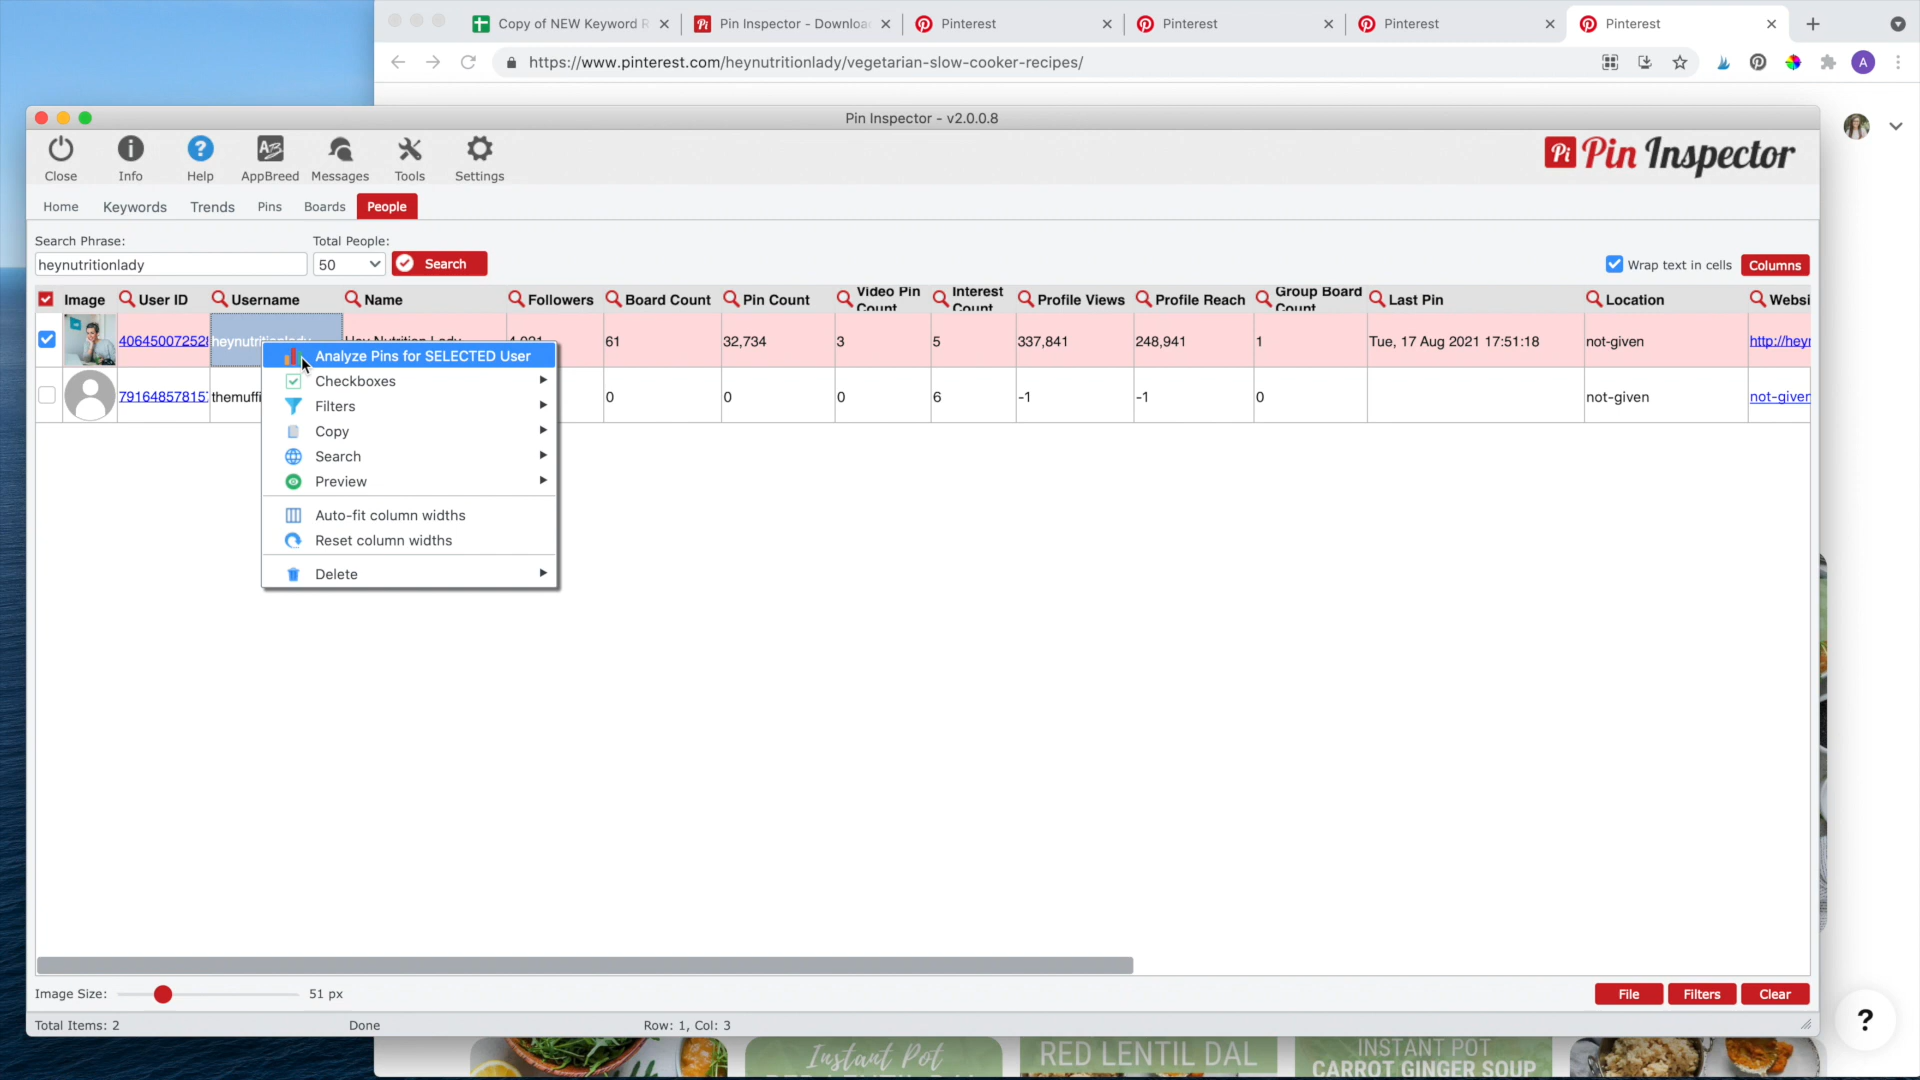 Copy of NEW Keyword R
Pin Inspector - Downloa
Pinterest
Pinterest
Pinterest
Pinterest
https://www.pinterest.com/heynutritionlady/vegetarian-slow-cooker-recipes/
A
Pin Inspector - v2.0.0.8
Close
Info
Help
AppBreed
Messages
Tools
Settings
Pi Pin Inspector
Home
Keywords
Trends
Pins
Boards
People
Search Phrase:
Total People:
heynutritionlady
50
Search
Wrap text in cells
Columns
Image
User ID
Username
Name
Followers
Board Count
Pin Count
Video Pin Count
Interest Count
Profile Views
Profile Reach
Group Board Count
Last Pin
Location
Websi
406450072528
61
32,734
3
5
337,841
248,941
1
Tue, 17 Aug 2021 17:51:18
not-given
http://heyn
791648578157
themuffi
0
0
0
6
-1
-1
0
not-given
not-given
Analyze Pins for SELECTED User
Checkboxes
Filters
Copy
Search
Preview
Auto-fit column widths
Reset column widths
Delete
Image Size:
51 px
File
Filters
Clear
Total Items: 2
Done
Row: 1, Col: 3
?
Instant Pot
RED LENTIL DAL
RED LENTIL DAL
INSTANT POT
CARROT GINGER SOUP